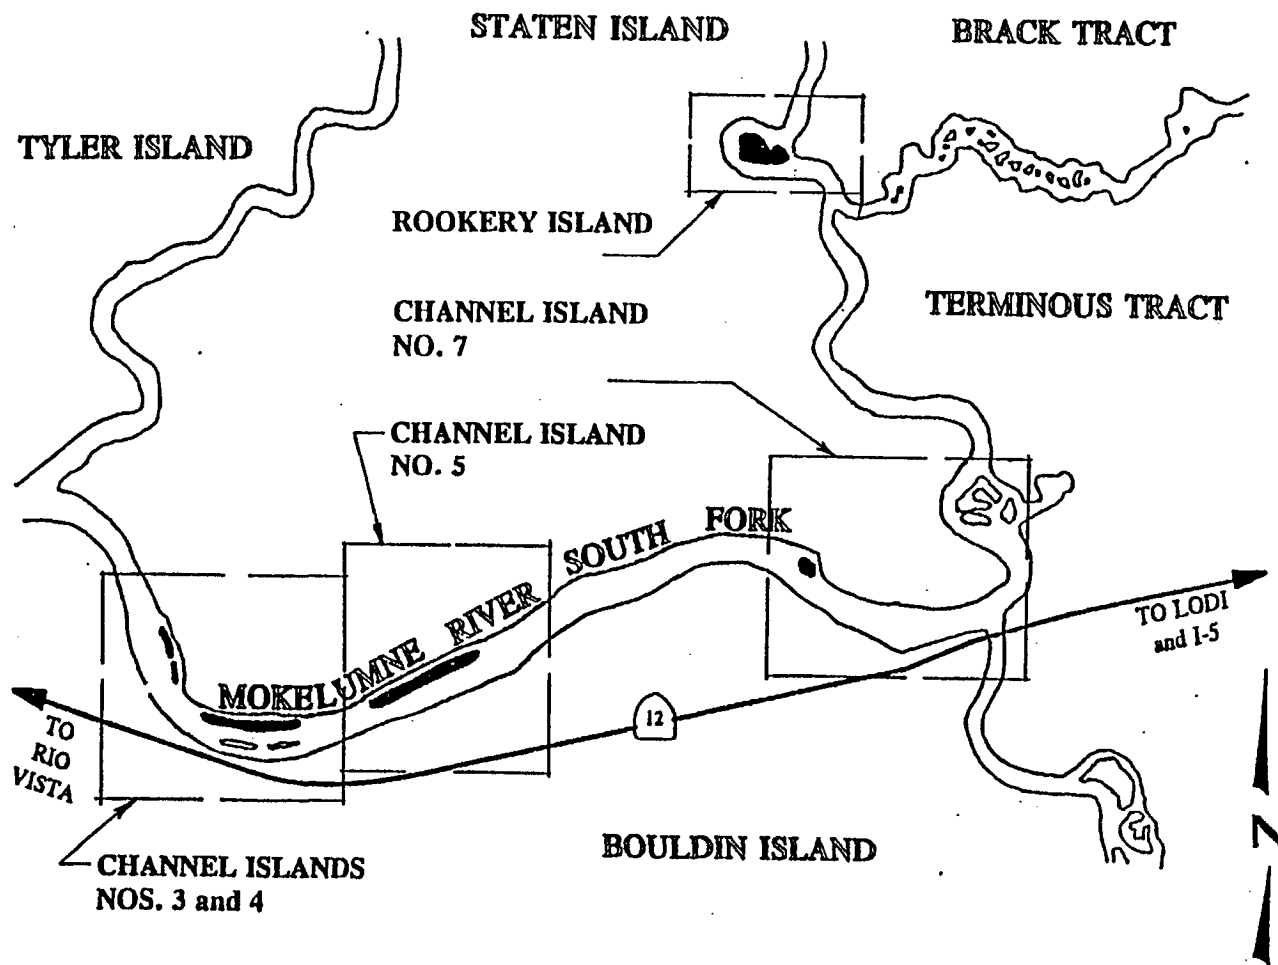 STATEN ISLAND
BRACK TRACT
TYLER ISLAND
ROOKERY ISLAND
CHANNEL ISLAND
NO. 7
TERMINOUS TRACT
CHANNEL ISLAND
NO. 5
MOKELUMNE RIVER SOUTH FORK
TO LODI
and I-5
12
TO
RIO
VISTA
BOULDIN ISLAND
CHANNEL ISLANDS
NOS. 3 and 4
N